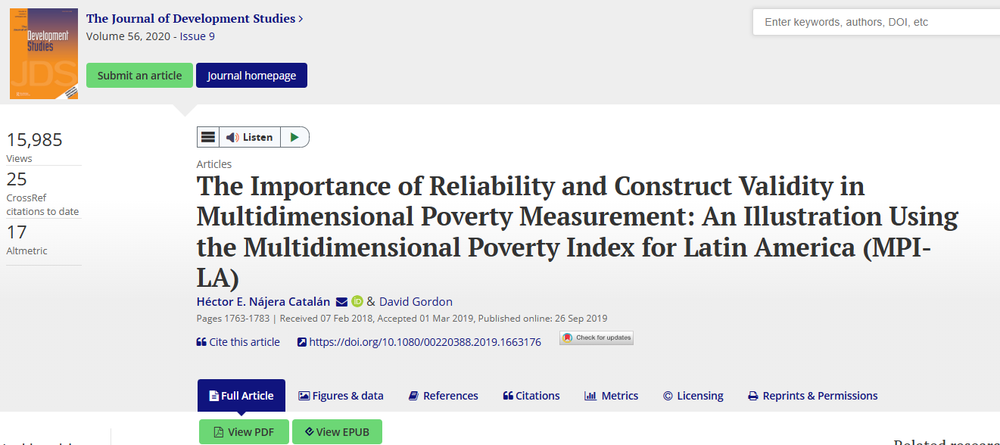 The Journal of Development Studies
Volume 56, 2020 - Issue 9
Enter keywords, authors, DOI, etc
Development
Studies
JDS
Submit an article
Journal homepage
15,985
Views
25
CrossRef
citations to date
17
Altmetric
Listen
Articles
The Importance of Reliability and Construct Validity in
Multidimensional Poverty Measurement: An Illustration Using
the Multidimensional Poverty Index for Latin America (MPI-
LA)
Héctor E. Nájera Catalán iD & David Gordon
Pages 1763-1783 | Received 07 Feb 2018, Accepted 01 Mar 2019, Published online: 26 Sep 2019
Cite this article https://doi.org/10.1080/00220388.2019.1663176 Check for updates
Full Article Figures & data References Citations Metrics Licensing Reprints & Permissions
View PDF View EPUB
Related resear